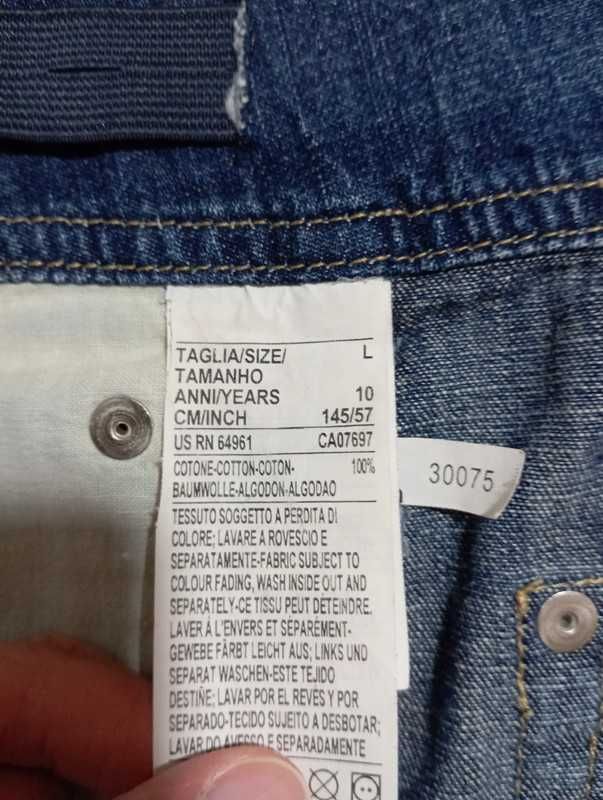 TAGLIA/SIZE/ L
TAMANHO
ANNI/YEARS 10
CM/INCH 145/57
US RN 64961 CA07697
COTONE-COTTON-COTON- 100%
BAUMWOLLE-ALGODON-ALGODAO
30075
TESSUTO SOGGETTO A PERDITA DI
COLORE; LAVARE A ROVESCIO E
SEPARATAMENTE-FABRIC SUBJECT TO
COLOUR FADING, WASH INSIDE OUT AND
SEPARATELY-CE TISSU PEUT DÉTEINDRE,
LAVER À L'ENVERS ET SÉPARÉMENT-
GEWEBE FÄRBT LEICHT AUS; LINKS UND
SEPARAT WASCHEN-ESTE TEJIDO
DESTIÑE; LAVAR POR EL REVÉS Y POR
SEPARADO-TECIDO SUJEITO A DESBOTAR;
LAVAR DO AVESSO E SEPARADAMENTE